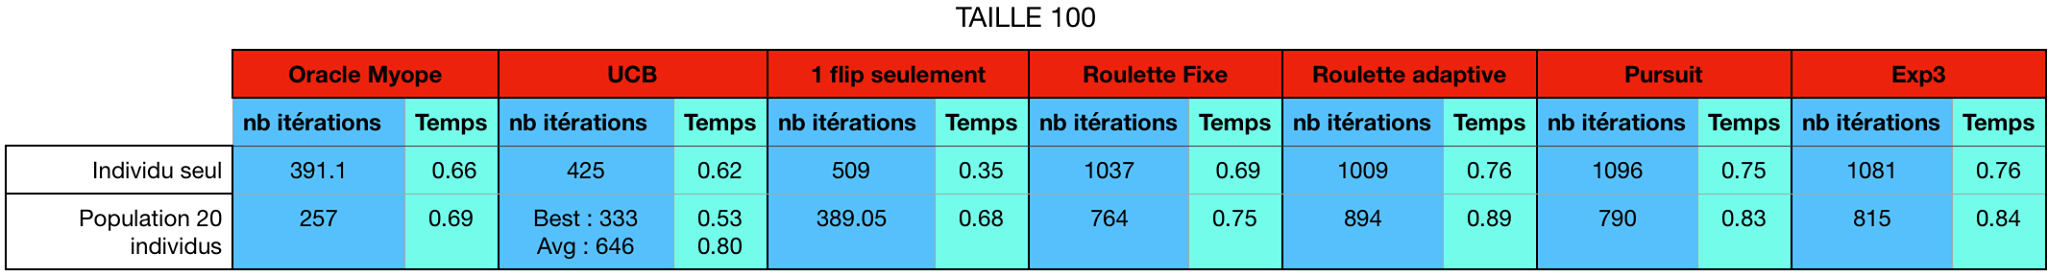 TAILLE 100
Oracle Myope UCB 1 flip seulement Roulette Fixe Roulette adaptive Pursuit Exp3
nb itérations Temps nb itérations Temps nb itérations Temps nb itérations Temps nb itérations Temps nb itérations Temps nb itérations Temps
Individu seul 391.1 0.66 425 0.62 509 0.35 1037 0.69 1009 0.76 1096 0.75 1081 0.76
Population 20 257 0.69 Best : 333 0.53 389.05 0.68 764 0.75 894 0.89 790 0.83 815 0.84
individus Avg : 646 0.80